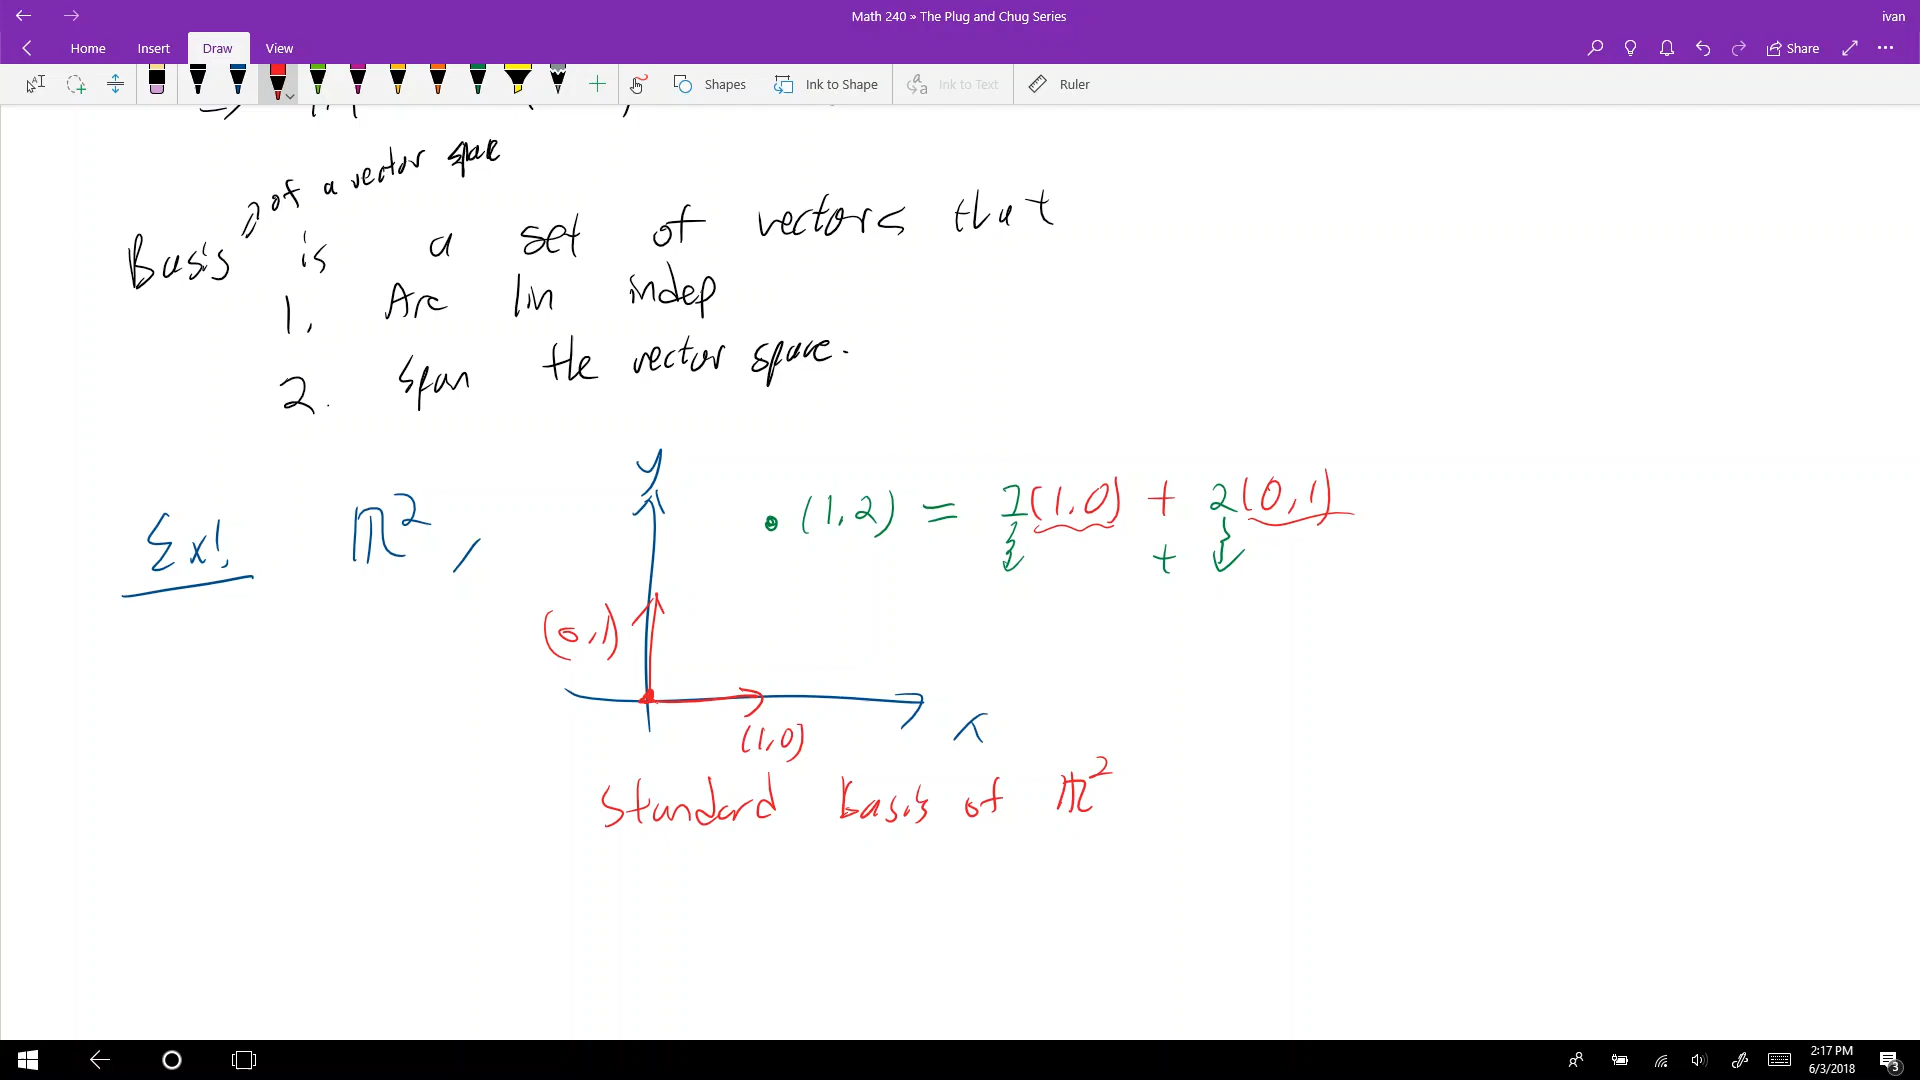 Math 240 » The Plug and Chug Series
ivan
Home Insert Draw View
Share
Shapes Ink to Shape Ink to Text Ruler
of a vector space
Basis is a set of vectors that
1. Are lin indep
2. span the vector space.
Ex! ℝ², y
• (1,2) = 1(1,0) + 2(0,1)
+
(0,1)
(1,0) x
Standard Basis of ℝ²
2:17 PM
6/3/2018
3